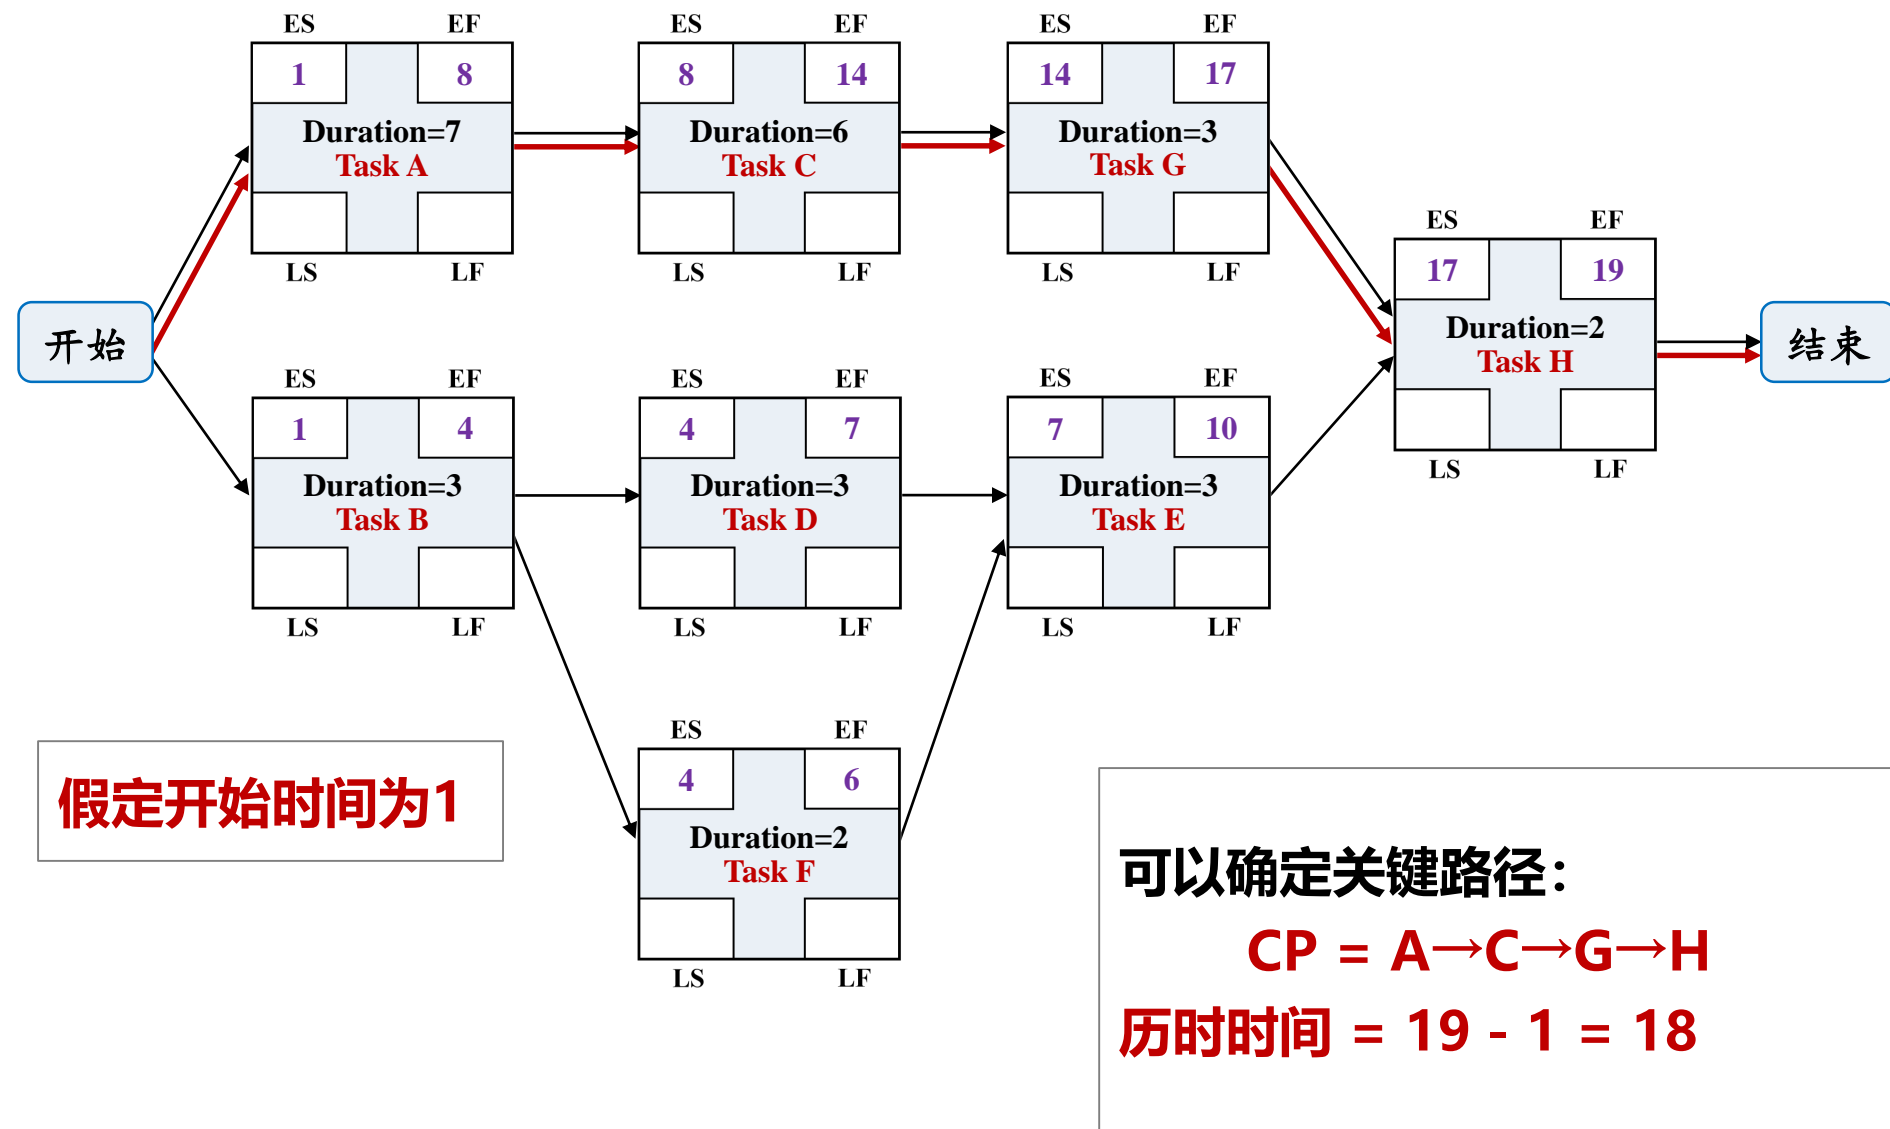 ES EF ES EF ES EF
1 8 8 14 14 17
Duration=7 Duration=6 Duration=3
Task A Task C Task G
LS LF LS LF LS LF
ES EF
17 19
Duration=2
Task H
LS LF
开始
结束
ES EF ES EF ES EF
1 4 4 7 7 10
Duration=3 Duration=3 Duration=3
Task B Task D Task E
LS LF LS LF LS LF
ES EF
4 6
Duration=2
Task F
LS LF
假定开始时间为1
可以确定关键路径：
CP = A→C→G→H
历时时间 = 19 - 1 = 18